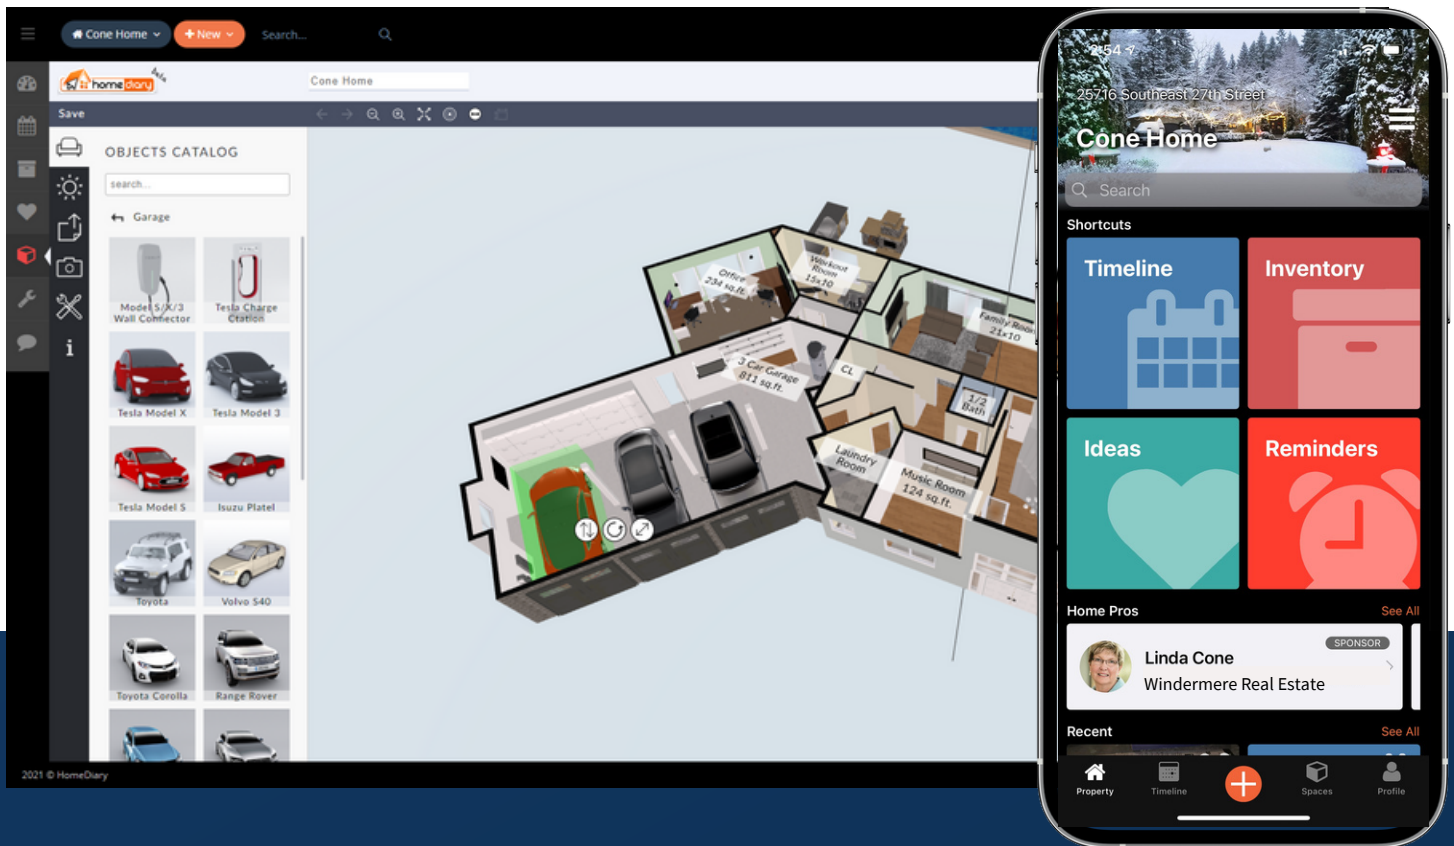 Cone Home
+ New
Search...
home diary
beta
Cone Home
Save
OBJECTS CATALOG
search...
Garage
Model S/X/3
Wall Connector
Tesla Charge
Ctation
Tesla Model X
Tesla Model 3
Tesla Model S
Isuzu Platel
Toyota
Volvo S40
Toyota Corolla
Range Rover
Office
234 sq.ft.
Workout
Room
15x10
Family Room
21x10
3 Car Garage
811 sq.ft.
CL
1/2
Bath
Laundry
Room
Music Room
124 sq.ft.
2021 © HomeDiary
2:54
25716 Southeast 27th Street
Cone Home
Search
Shortcuts
Timeline
Inventory
Ideas
Reminders
Home Pros
See All
SPONSOR
Linda Cone
Windermere Real Estate
Recent
See All
Property
Timeline
Spaces
Profile